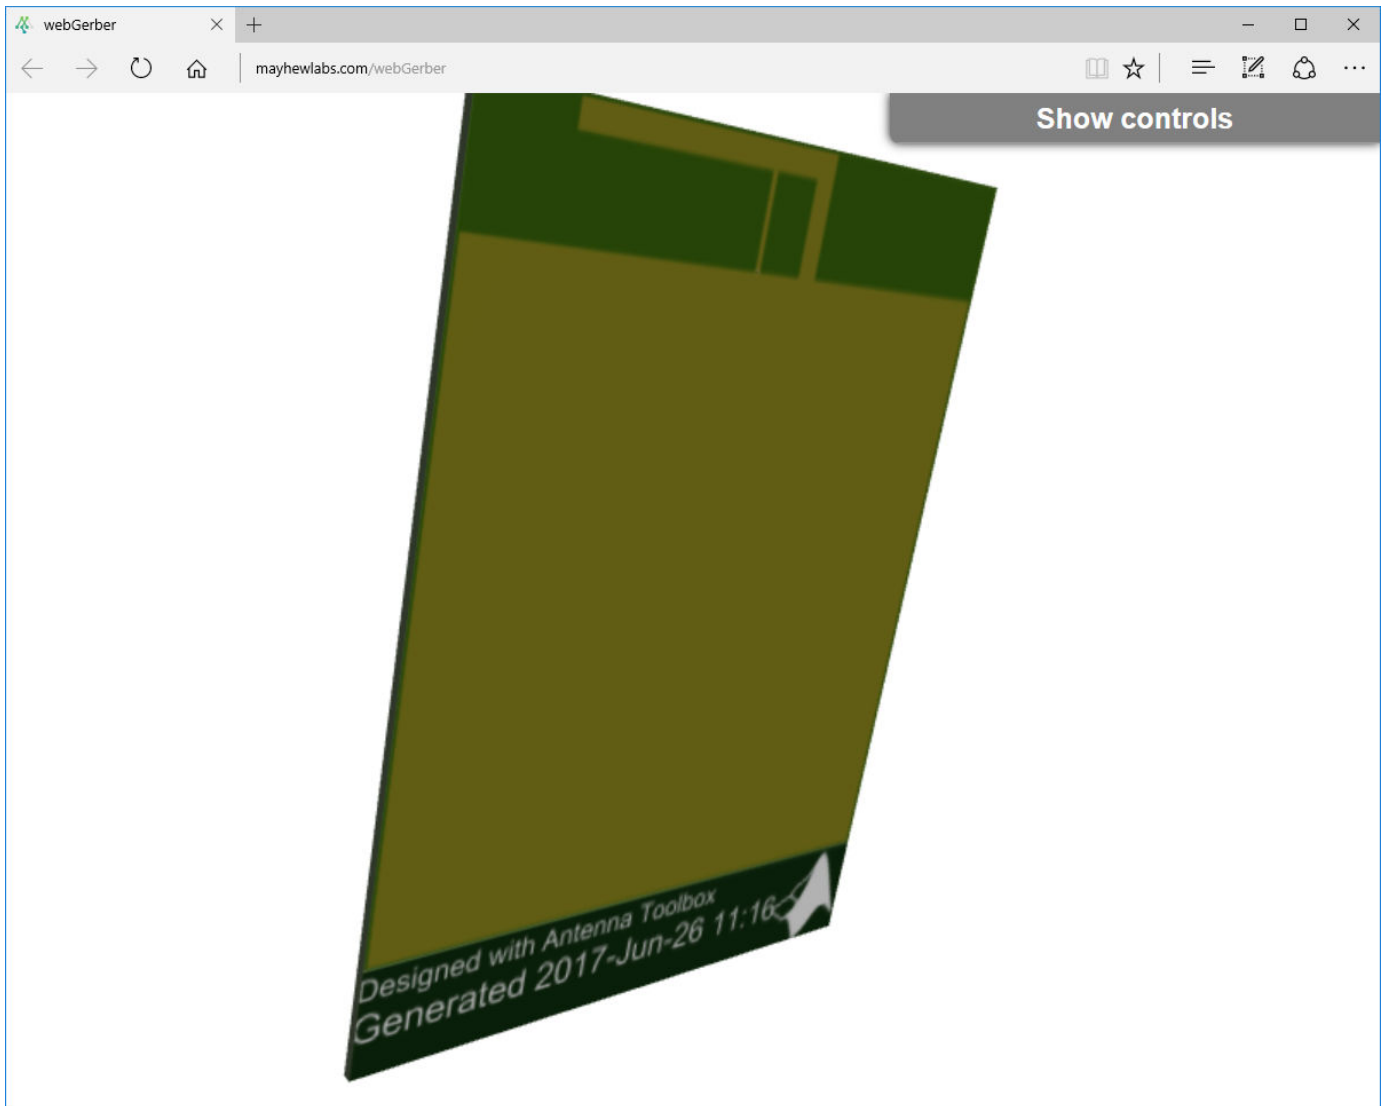 webGerber
mayhewlabs.com/webGerber
Show controls
Designed with Antenna Toolbox
Generated 2017-Jun-26 11:16